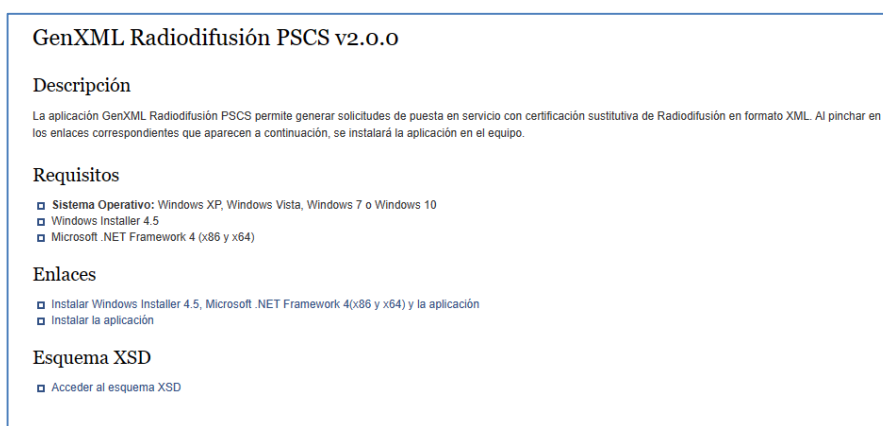 GenXML Radiodifusión PSCS v2.0.0
Descripción
La aplicación GenXML Radiodifusión PSCS permite generar solicitudes de puesta en servicio con certificación sustitutiva de Radiodifusión en formato XML. Al pinchar en
los enlaces correspondientes que aparecen a continuación, se instalará la aplicación en el equipo.
Requisitos
Sistema Operativo: Windows XP, Windows Vista, Windows 7 o Windows 10
Windows Installer 4.5
Microsoft .NET Framework 4 (x86 y x64)
Enlaces
Instalar Windows Installer 4.5, Microsoft .NET Framework 4(x86 y x64) y la aplicación
Instalar la aplicación
Esquema XSD
Acceder al esquema XSD